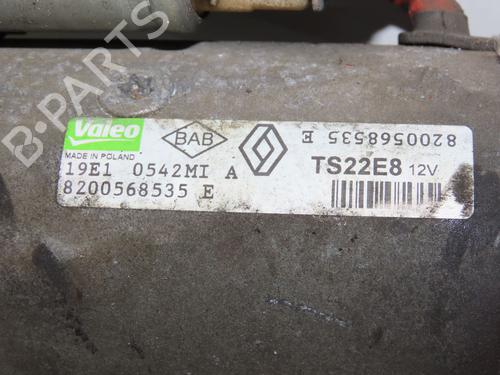 Valeo
MADE IN POLAND
BAB
19E1 0542MI A
8200568535 E
8200568535 E
TS22E8 12V
B-PARTS